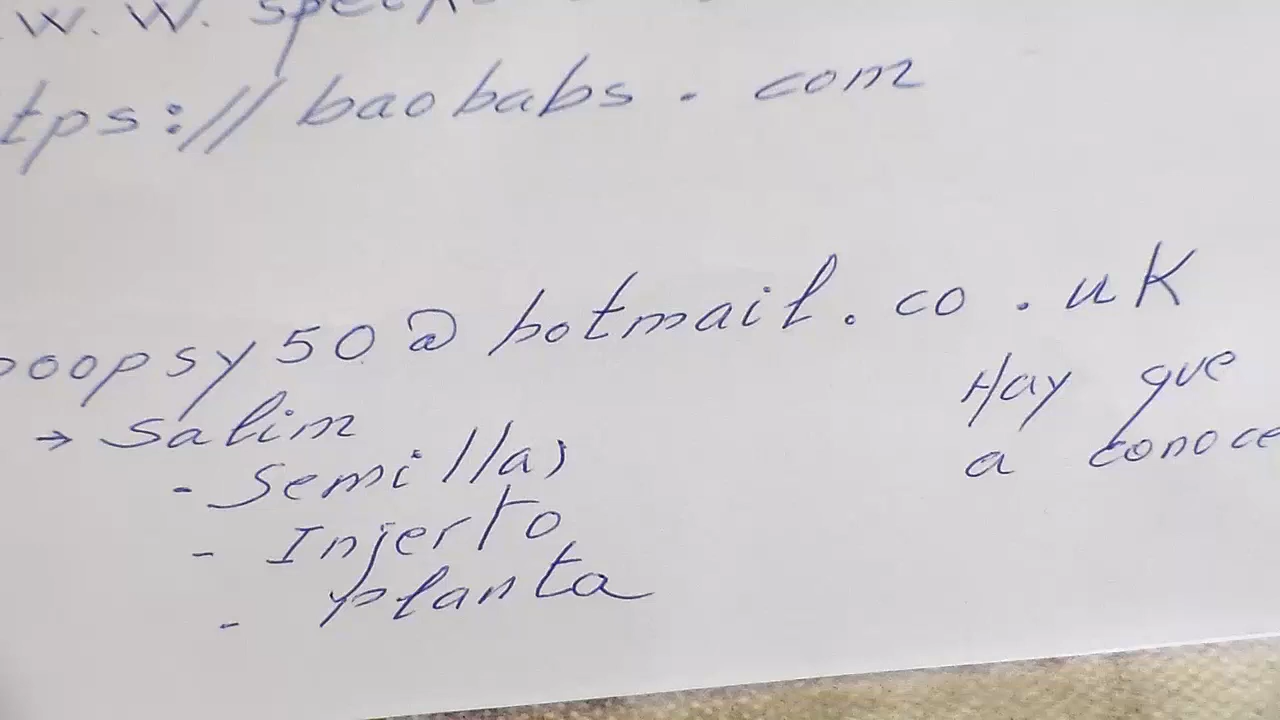 .w.w.
tps:// baobabs . com
oopsy50@hotmail.co.uk
→ Salim
- Semillas
- Injerto
- planta
Hay que
a conoce